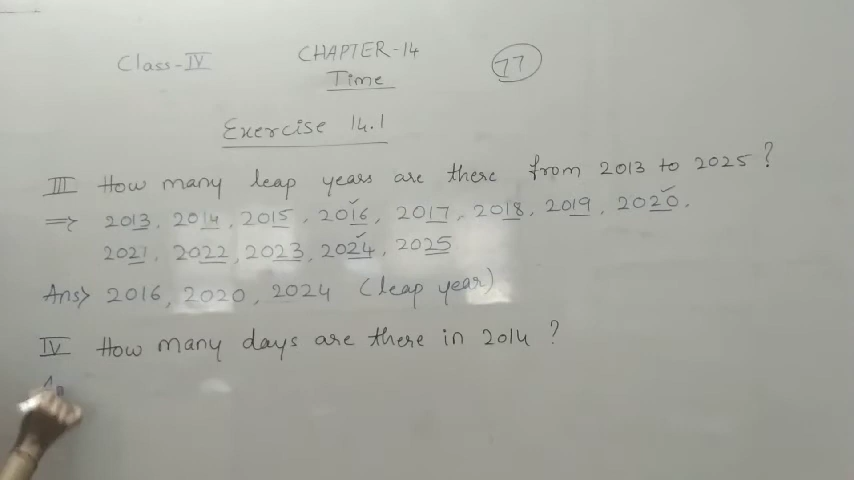 Class-IV
CHAPTER-14
77
Time
Exercise 14.1
III How many leap years are there from 2013 to 2025?
=> 2013, 2014, 2015, 2016, 2017, 2018, 2019, 2020,
2021, 2022, 2023, 2024, 2025
Ans> 2016, 2020, 2024 (leap year)
IV How many days are there in 2014?